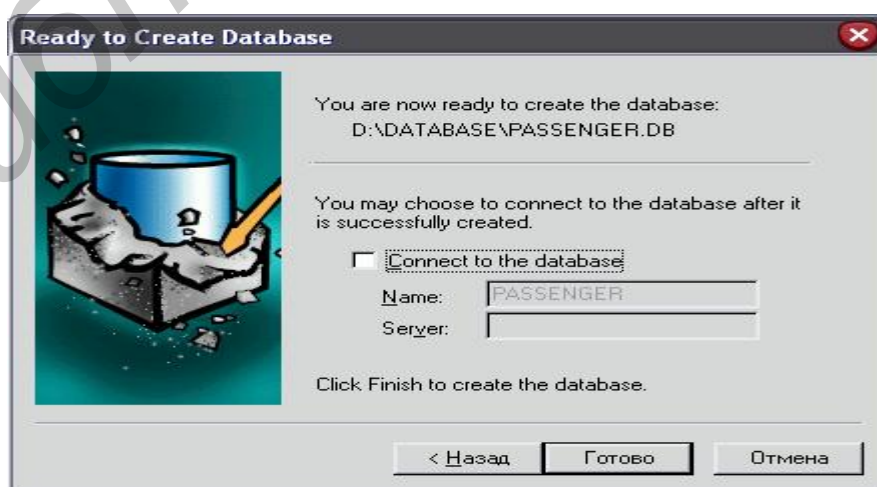 Ready to Create Database
You are now ready to create the database:
D:\DATABASE\PASSENGER.DB
You may choose to connect to the database after it
is successfully created.
Connect to the database
Name: PASSENGER
Server:
Click Finish to create the database.
< Назад Готово Отмена